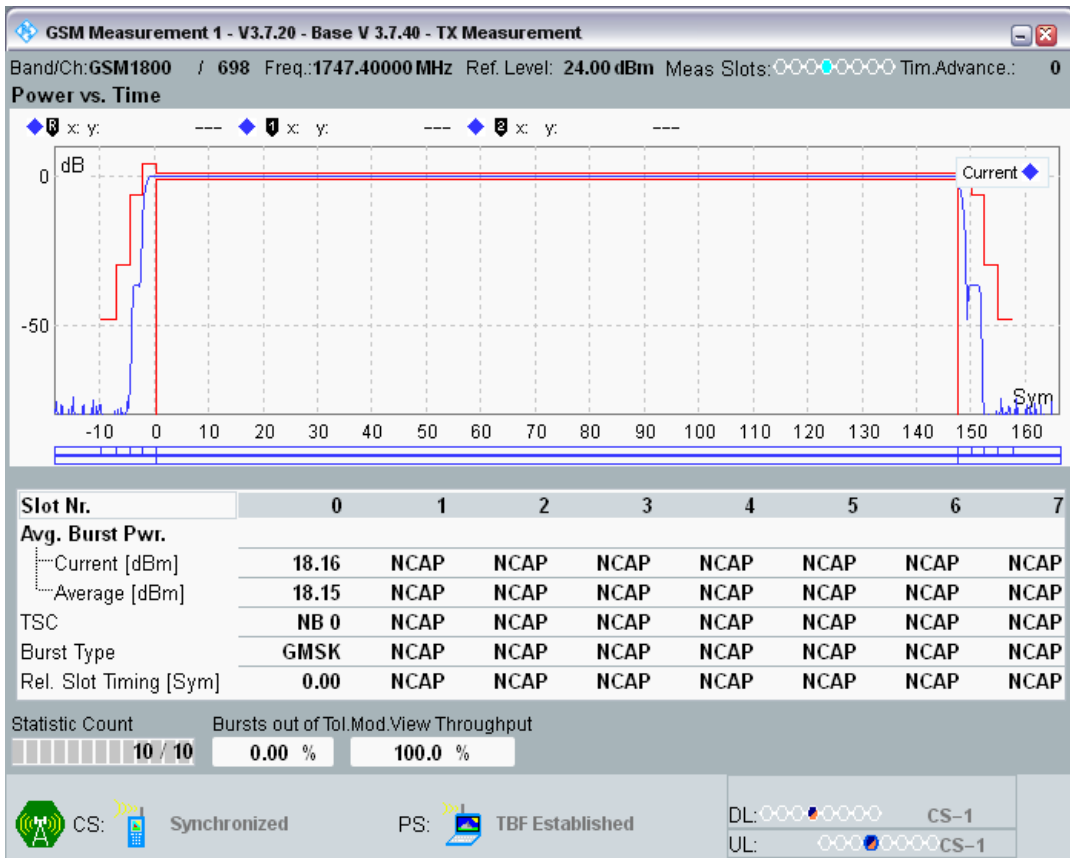 GSM Measurement 1 - V3.7.20 - Base V 3.7.40 - TX Measurement
Band/Ch:GSM1800 / 698 Freq.:1747.40000 MHz Ref. Level: 24.00 dBm Meas Slots: Tim.Advance.: 0
Power vs. Time
R x: y: --- 1 x: y: --- 2 x: y: ---
dB
Current
0
-50
Sym
-10 0 10 20 30 40 50 60 70 80 90 100 110 120 130 140 150 160
Slot Nr. 0 1 2 3 4 5 6 7
Avg. Burst Pwr.
Current [dBm] 18.16 NCAP NCAP NCAP NCAP NCAP NCAP NCAP
Average [dBm] 18.15 NCAP NCAP NCAP NCAP NCAP NCAP NCAP
TSC NB 0 NCAP NCAP NCAP NCAP NCAP NCAP NCAP
Burst Type GMSK NCAP NCAP NCAP NCAP NCAP NCAP NCAP
Rel. Slot Timing [Sym] 0.00 NCAP NCAP NCAP NCAP NCAP NCAP NCAP
Statistic Count Bursts out of Tol.Mod.View Throughput
10 / 10 0.00 % 100.0 %
CS: Synchronized PS: TBF Established
DL: CS-1
UL: CS-1